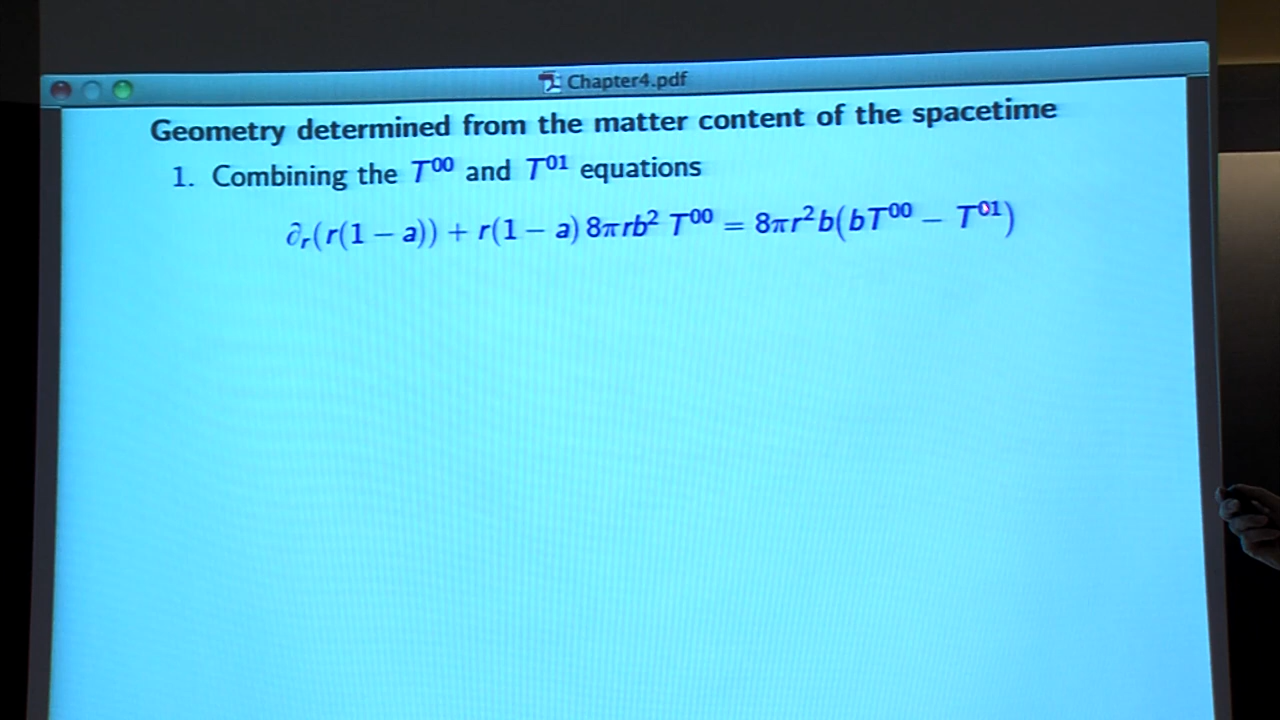 Chapter4.pdf
Geometry determined from the matter content of the spacetime
1. Combining the T⁰⁰ and T⁰¹ equations
∂ᵣ(r(1 − a)) + r(1 − a) 8πrb² T⁰⁰ = 8πr²b(bT⁰⁰ − T⁰¹)